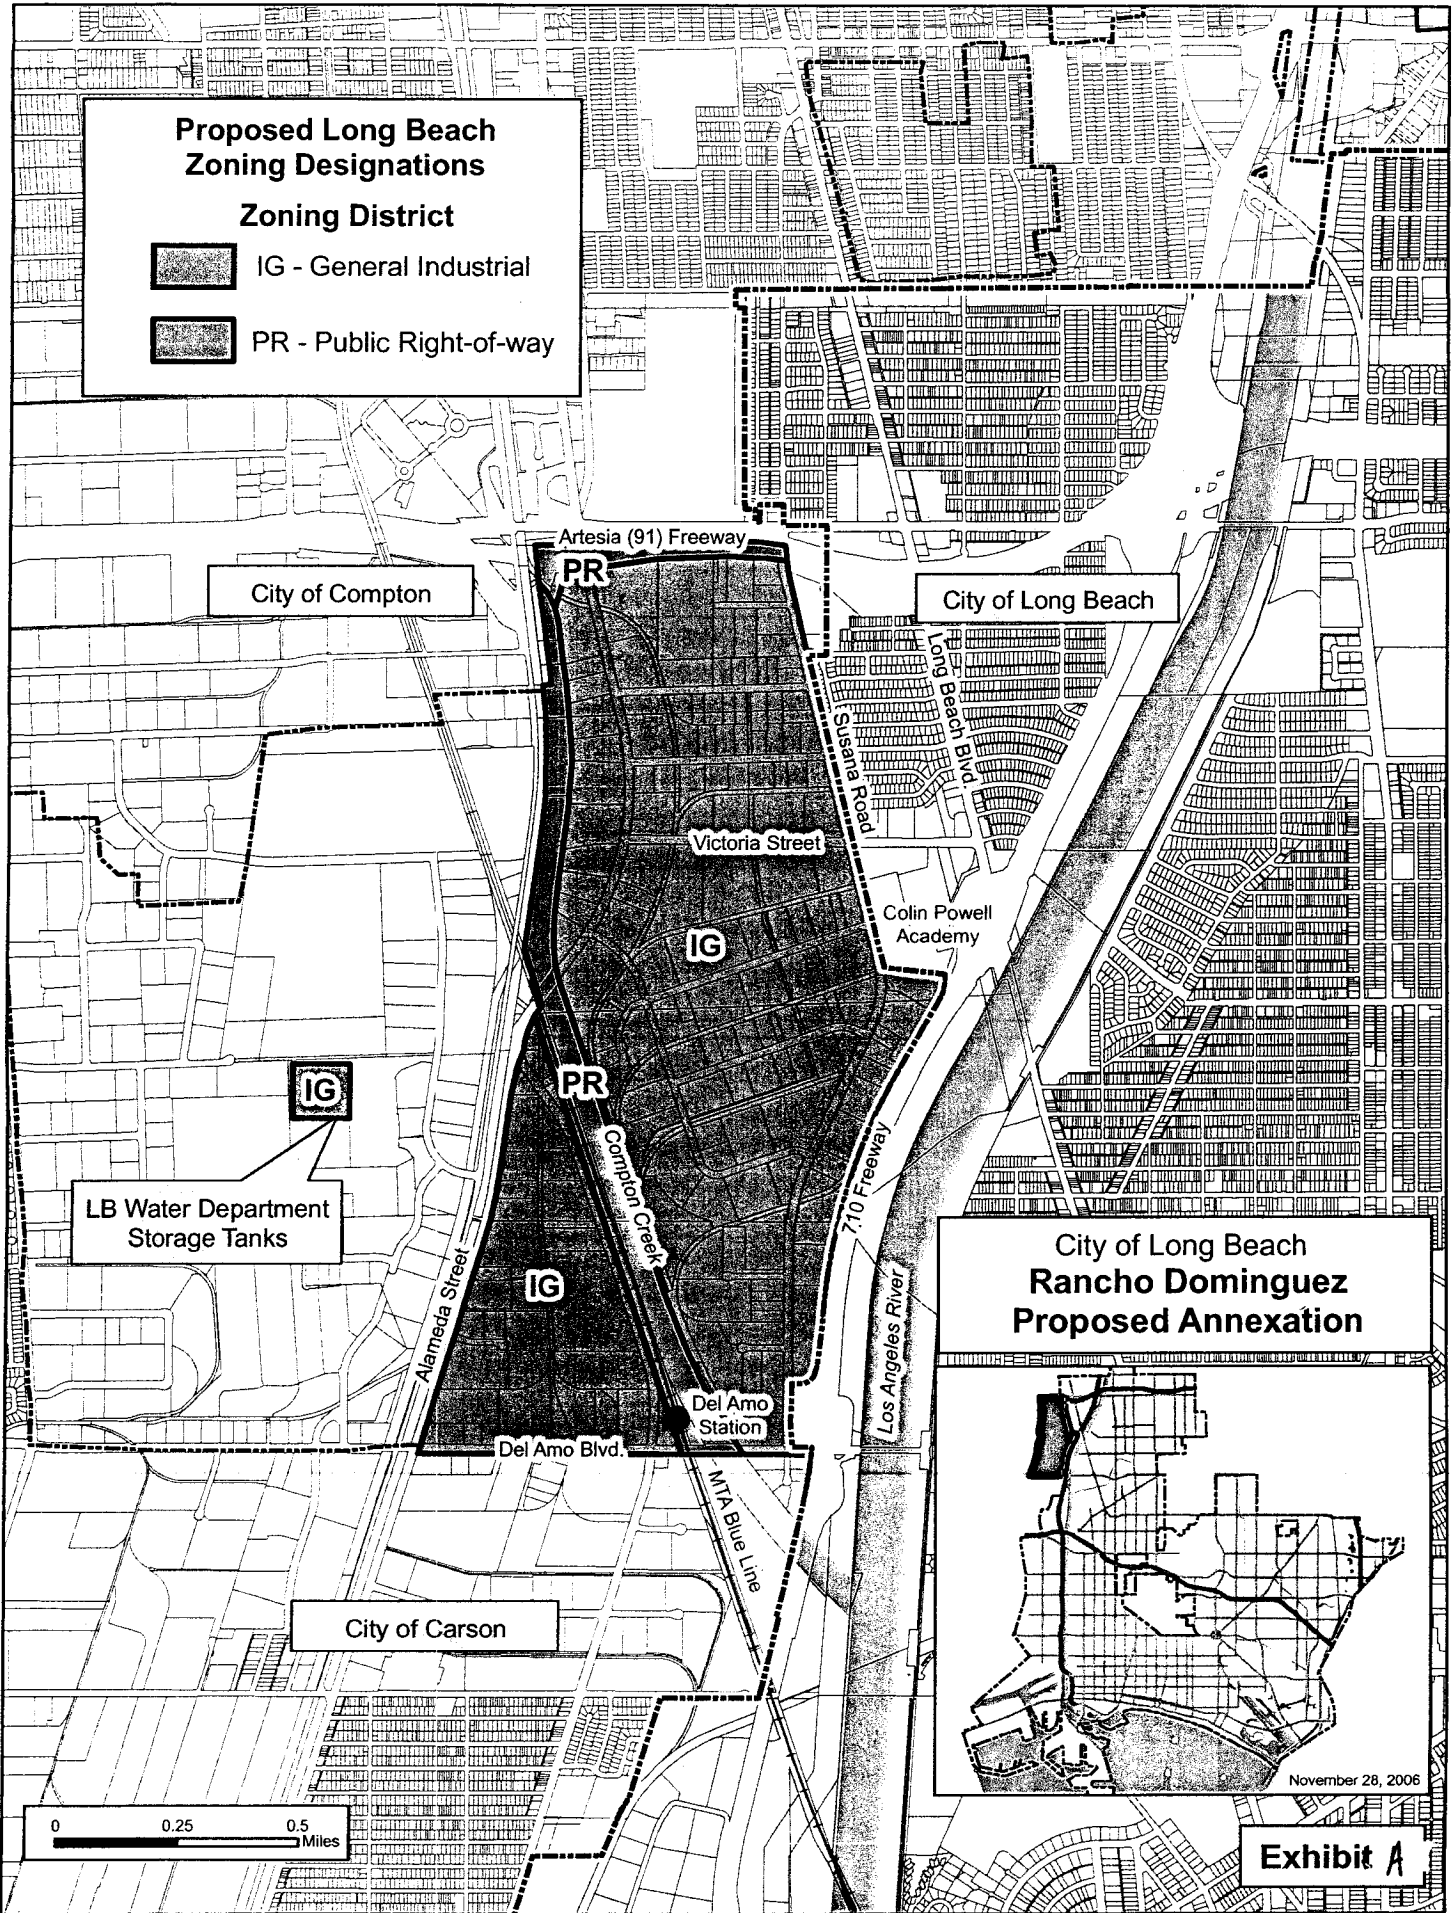 Proposed Long Beach
Zoning Designations
Zoning District
IG - General Industrial
PR - Public Right-of-way
Artesia (91) Freeway
PR
City of Compton
City of Long Beach
Long Beach Blvd.
Susana Road
Victoria Street
Colin Powell
Academy
IG
IG
PR
Compton Creek
710 Freeway
LB Water Department
Storage Tanks
Alameda Street
IG
Los Angeles River
City of Long Beach
Rancho Dominguez
Proposed Annexation
Del Amo
Station
Del Amo Blvd.
MTA Blue Line
City of Carson
November 28, 2006
0 0.25 0.5
Miles
Exhibit A